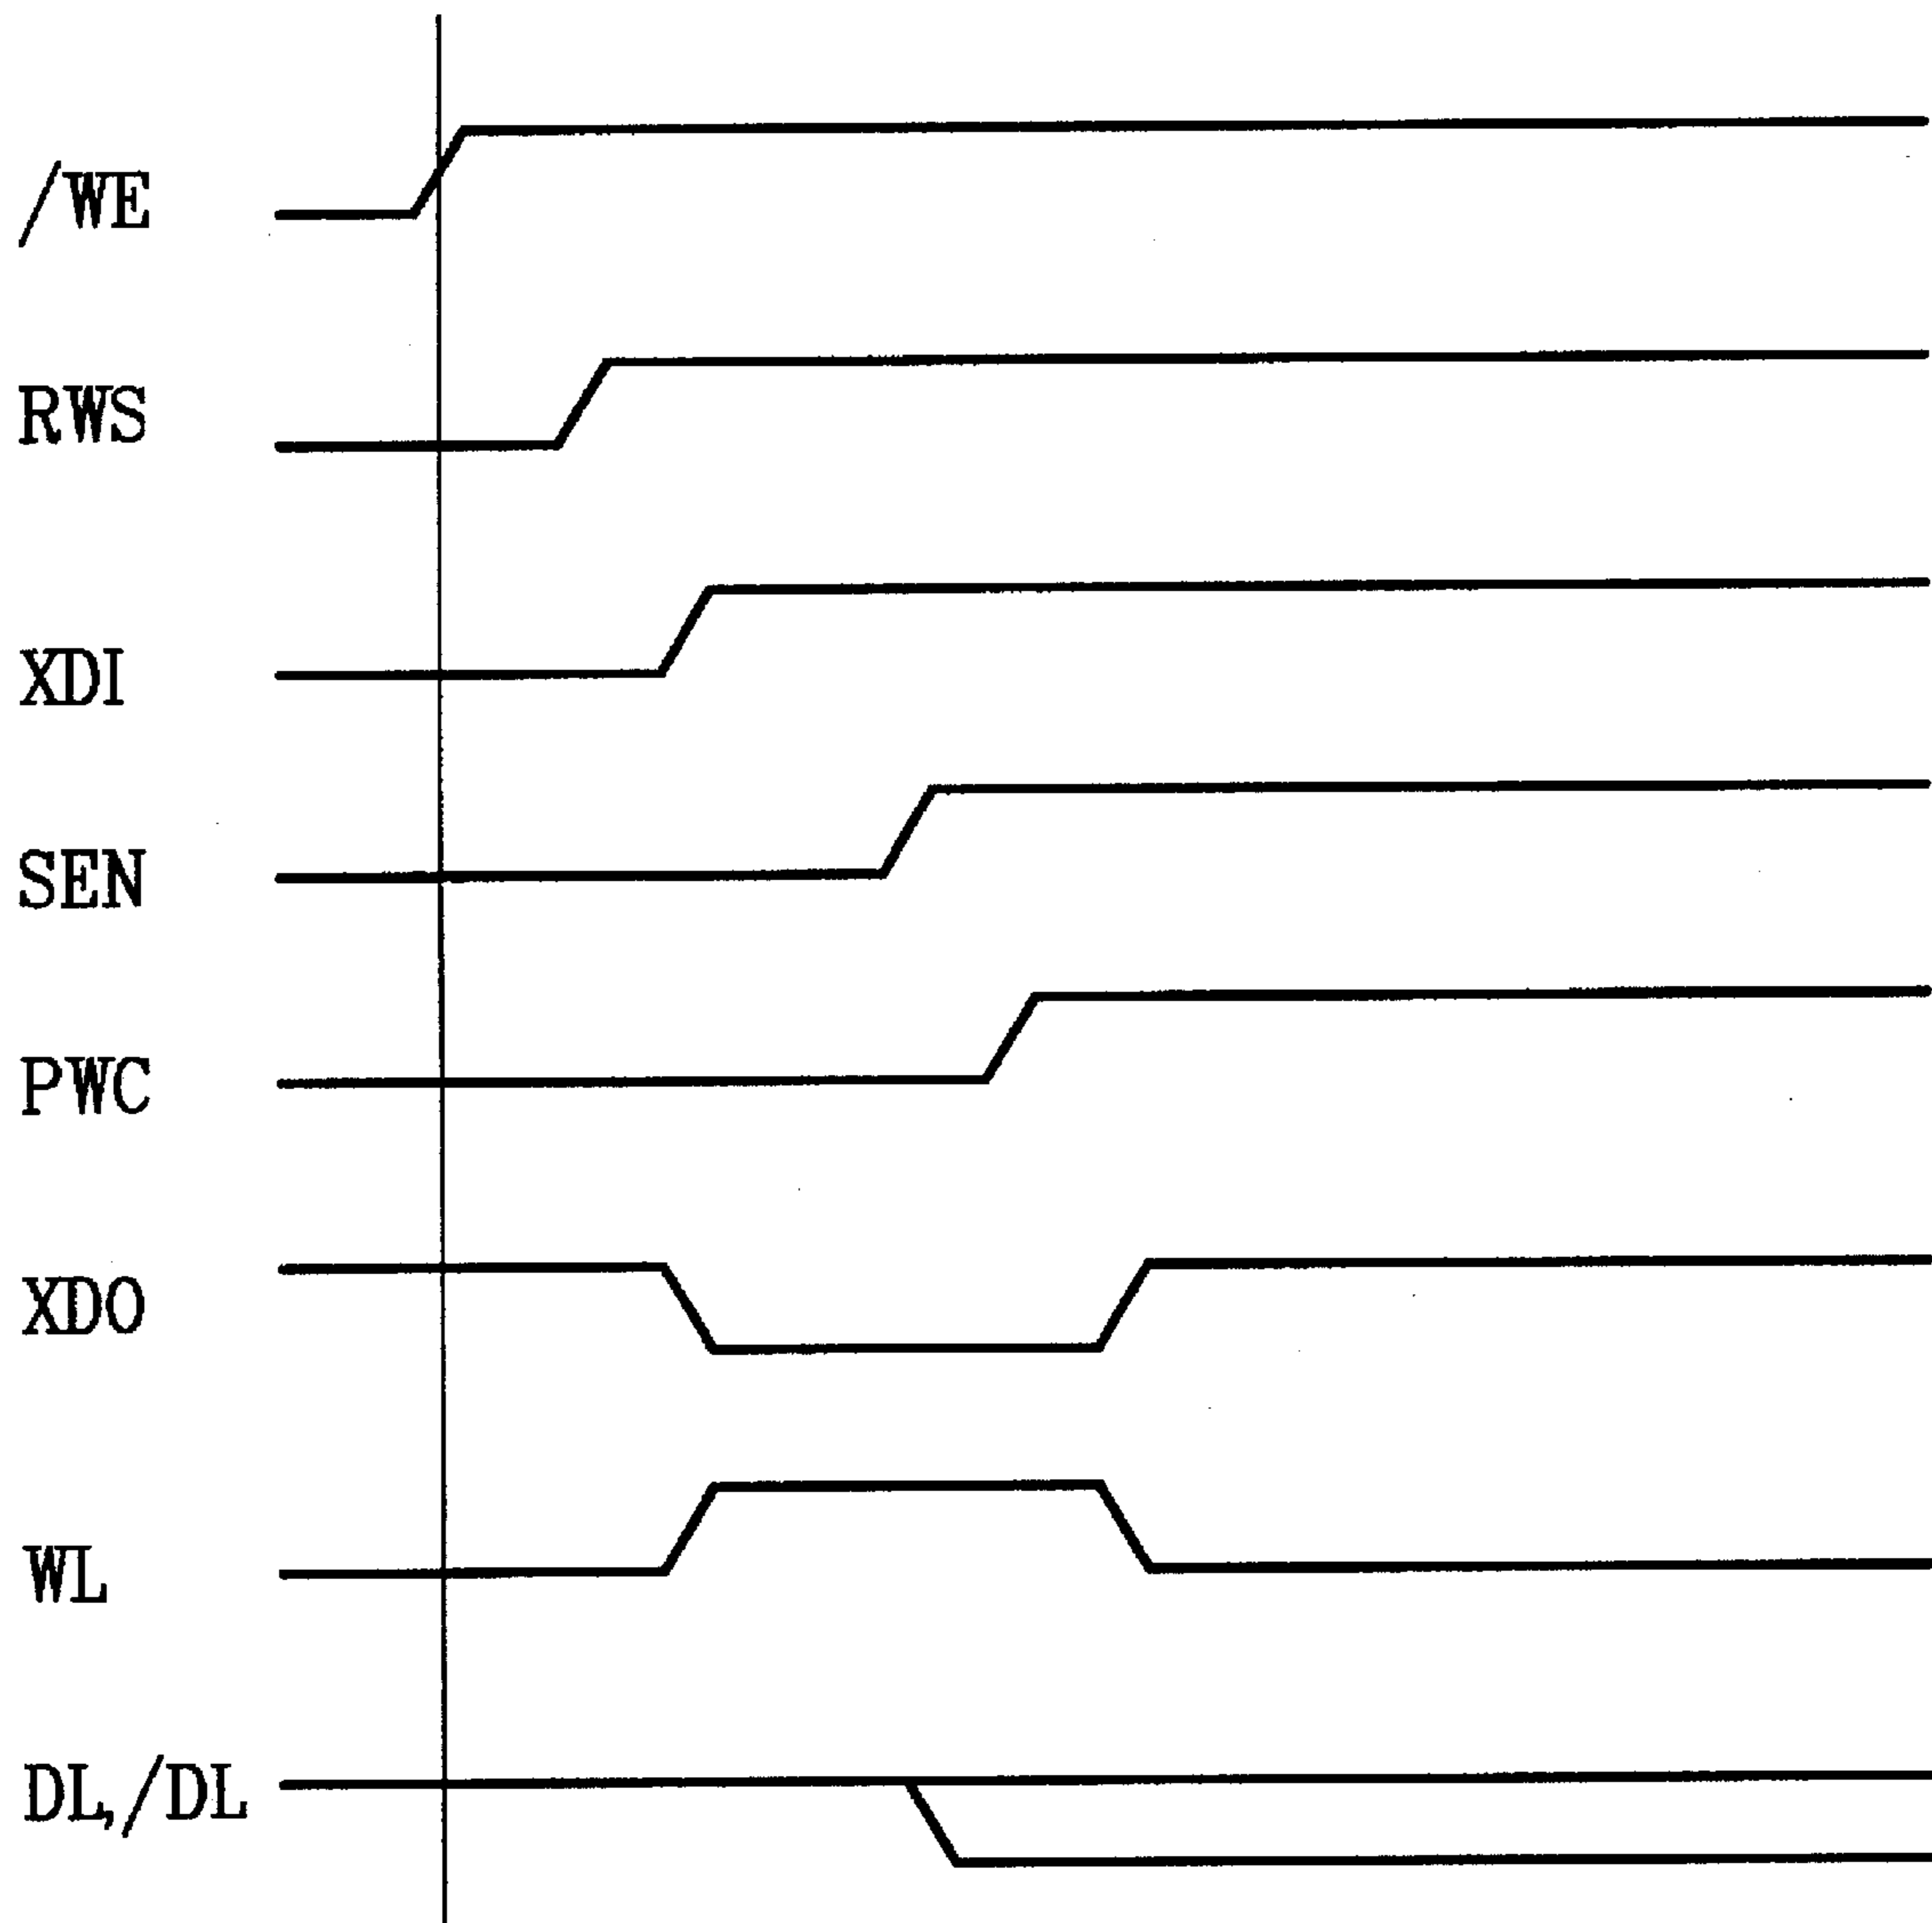 /WE
RWS
XDI
SEN
PWC
XDO
WL
DL,/DL